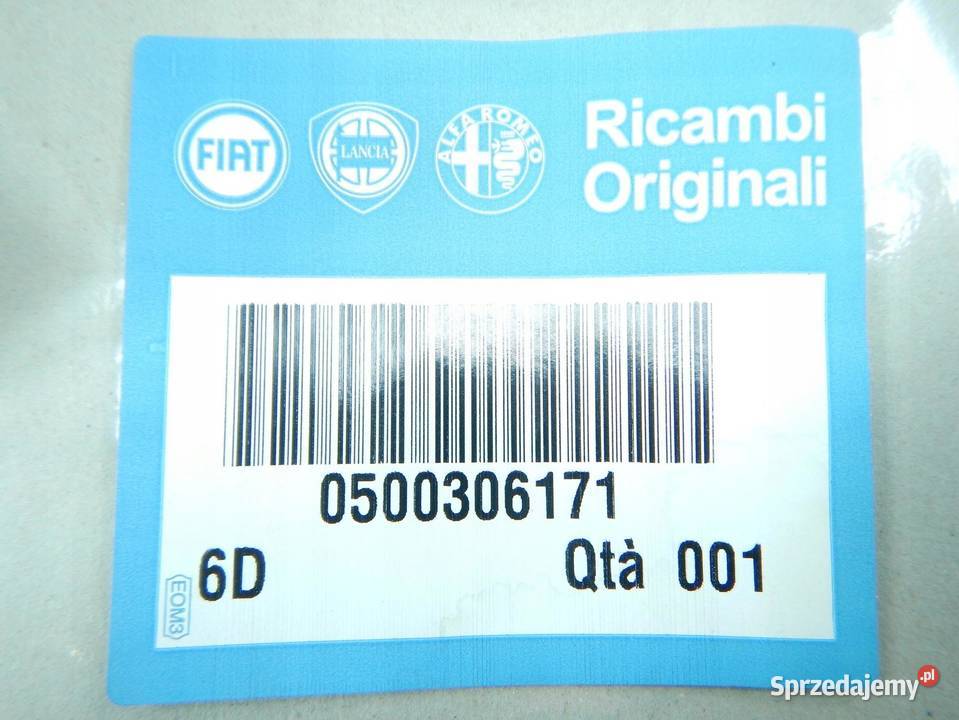 FIAT
LANCIA
ALFA ROMEO
Ricambi
Originali
0500306171
6D
Qtà 001
EOM3
Sprzedajemy.pl